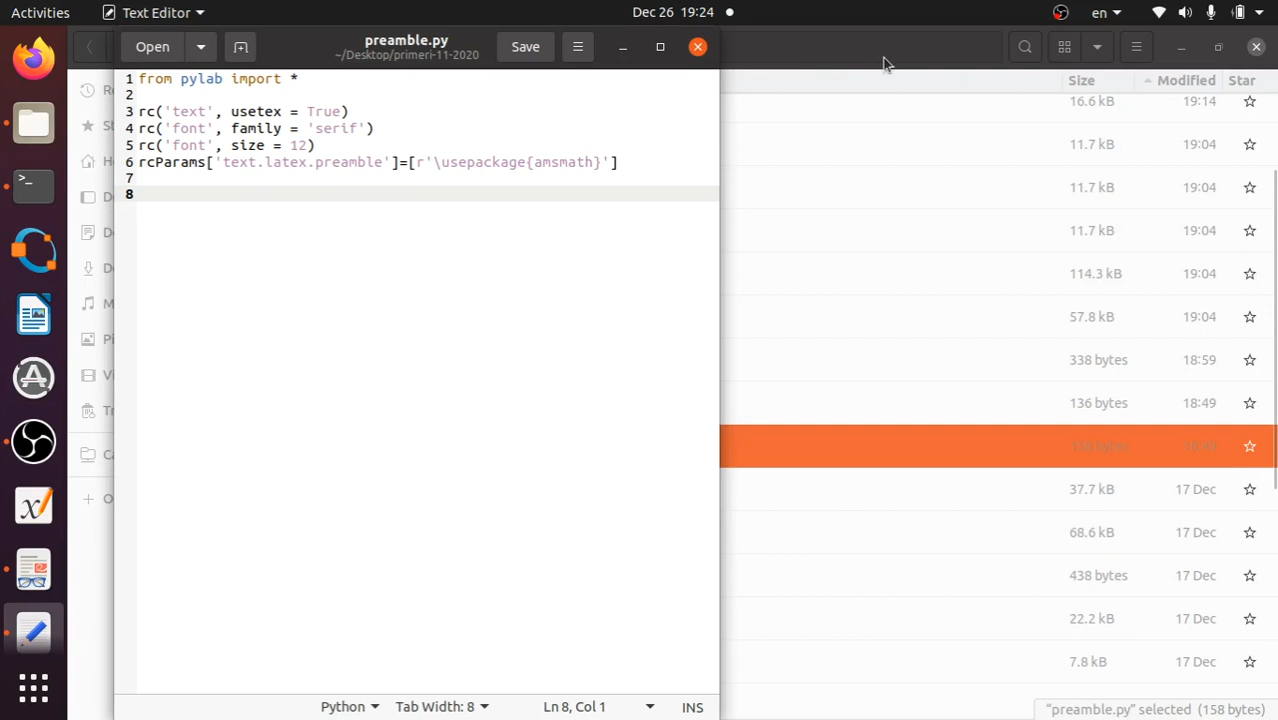 Activities Text Editor Dec 26 19:24 en
Open preamble.py Save
~/Desktop/primeri-11-2020
Size Modified Star
1 from pylab import *
2
3 rc('text', usetex = True)
4 rc('font', family = 'serif')
5 rc('font', size = 12)
6 rcParams['text.latex.preamble']=[r'\usepackage{amsmath}']
7
8
16.6 kB 19:14
11.7 kB 19:04
11.7 kB 19:04
11.7 kB 19:04
114.3 kB 19:04
57.8 kB 19:04
338 bytes 18:59
136 bytes 18:49
37.7 kB 17 Dec
68.6 kB 17 Dec
438 bytes 17 Dec
22.2 kB 17 Dec
7.8 kB 17 Dec
Python Tab Width: 8 Ln 8, Col 1 INS
“preamble.py” selected (158 bytes)